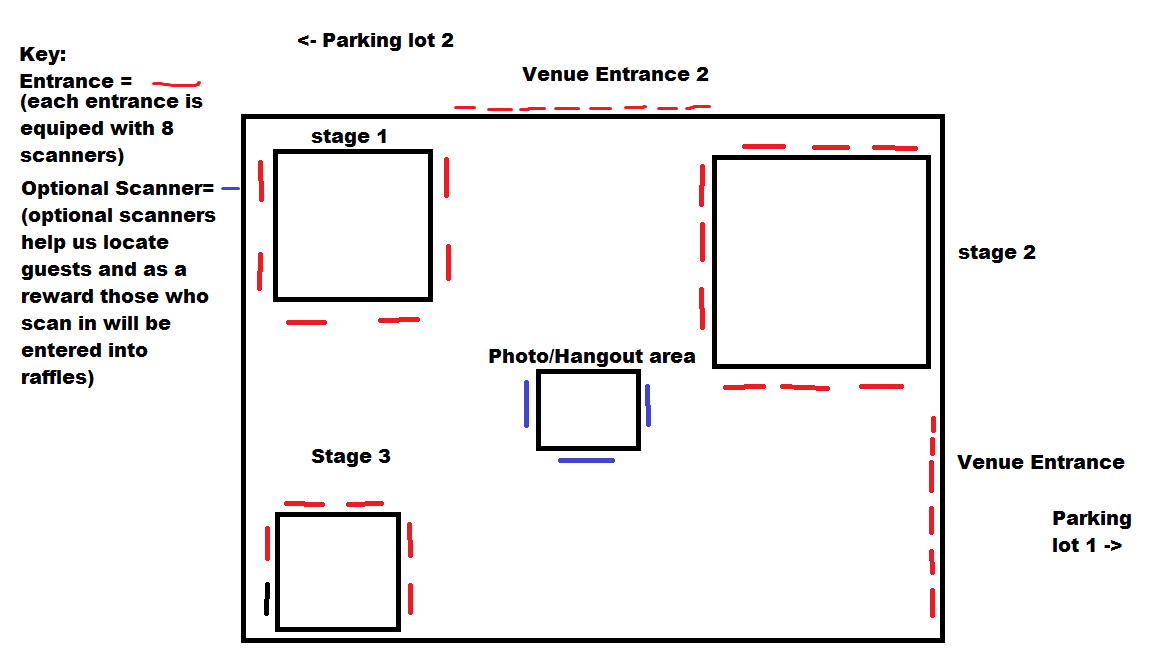 <- Parking lot 2
Key:
Entrance =
(each entrance is
equiped with 8
scanners)
Optional Scanner=
(optional scanners
help us locate
guests and as a
reward those who
scan in will be
entered into
raffles)
Venue Entrance 2
stage 1
stage 2
Photo/Hangout area
Stage 3
Venue Entrance
Parking
lot 1 ->